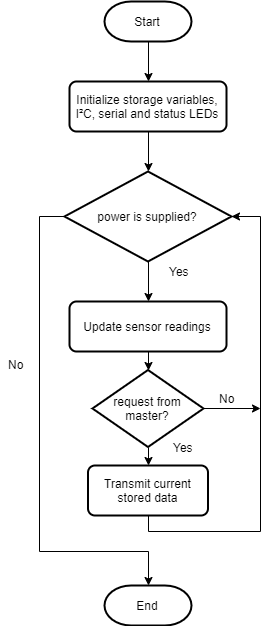 Start
Initialize storage variables,
I²C, serial and status LEDs
power is supplied?
Yes
Update sensor readings
No
request from
master?
No
Yes
Transmit current
stored data
End